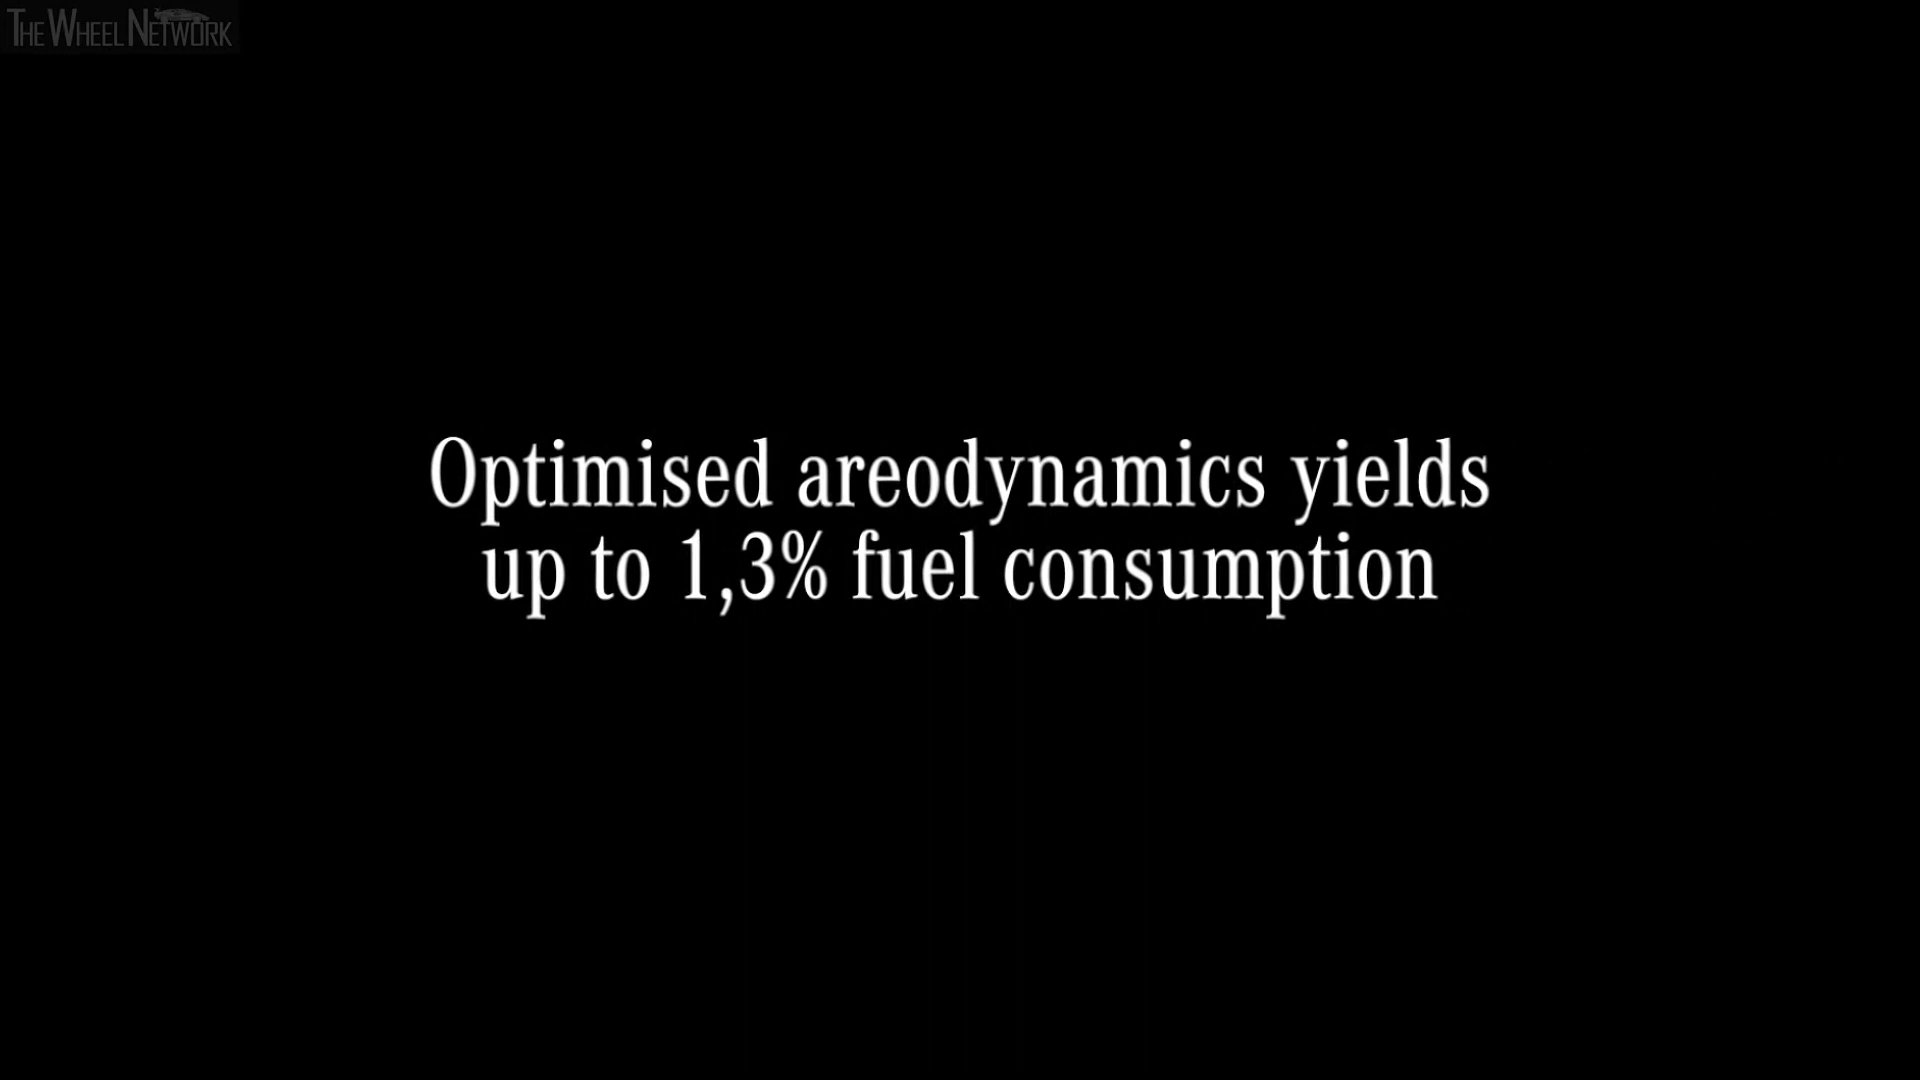 THE WHEEL NETWORK
Optimised areodynamics yields
up to 1,3% fuel consumption